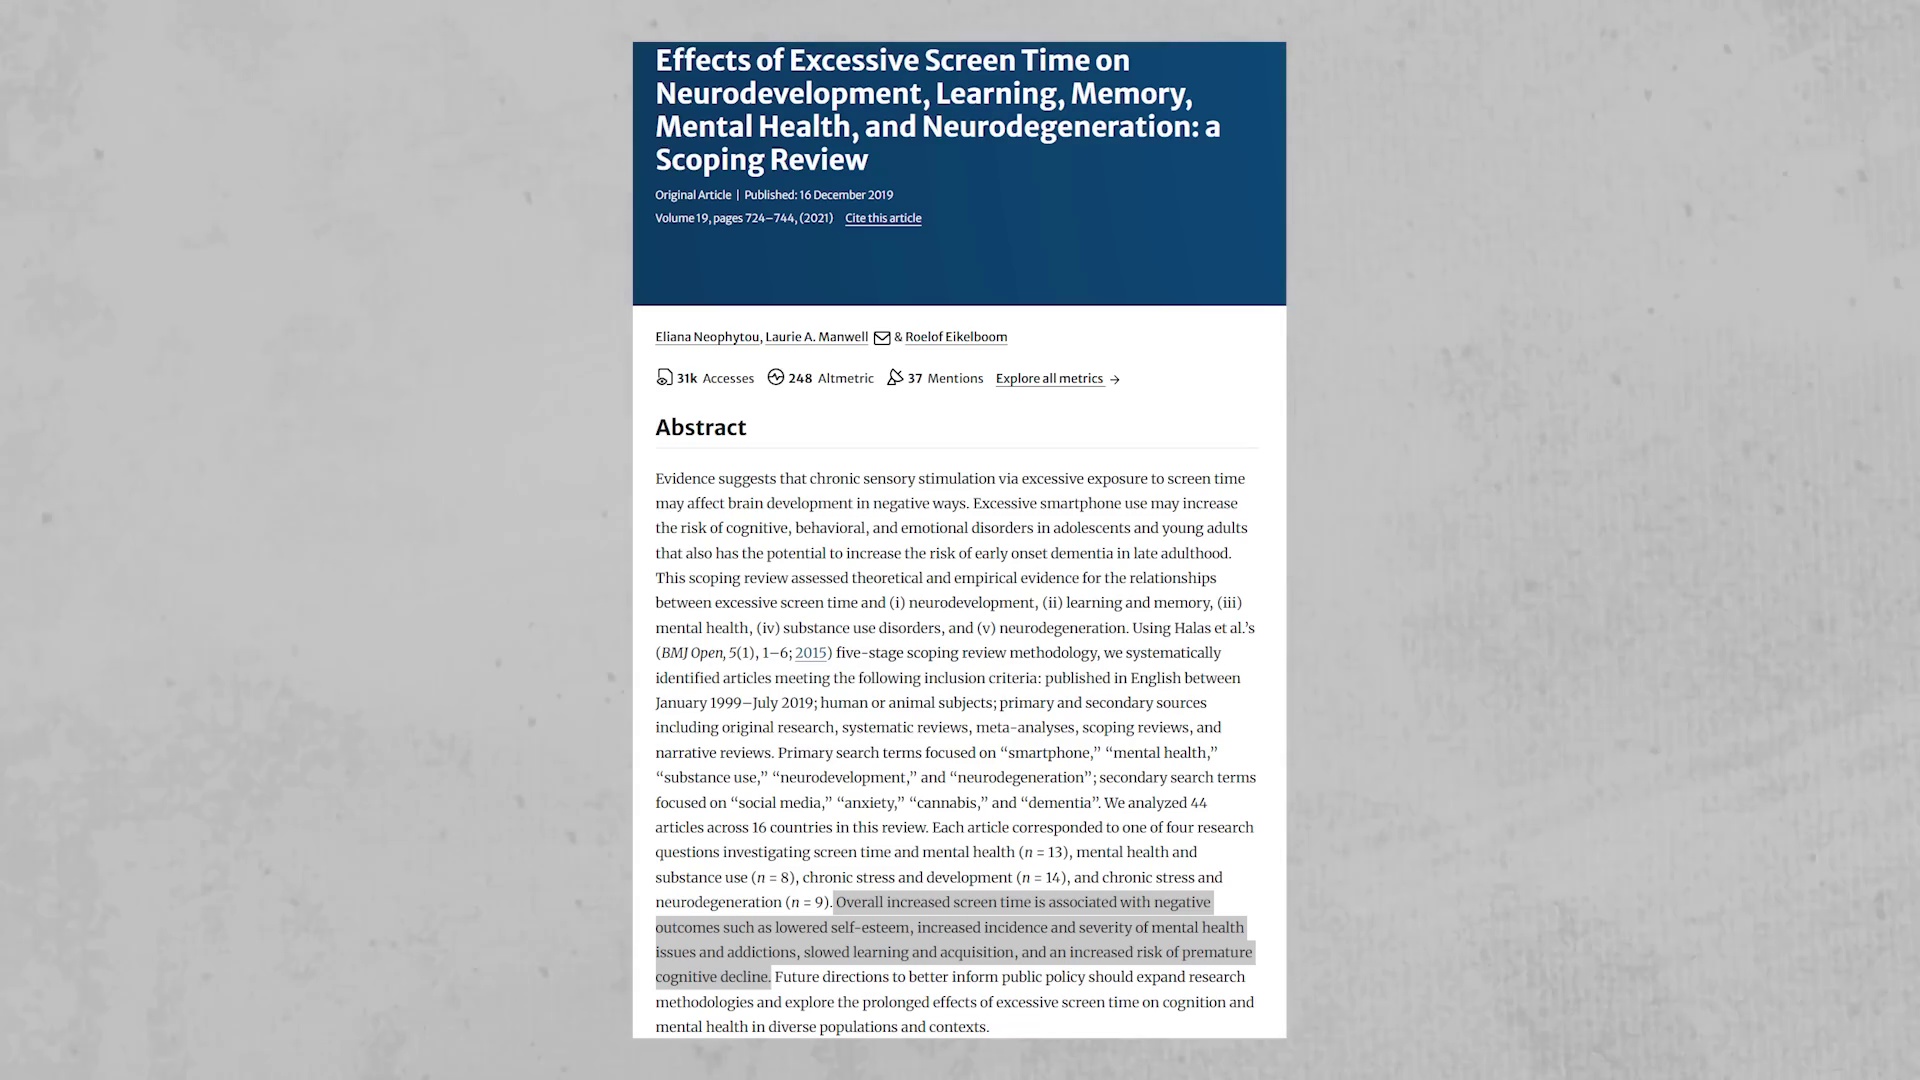 Effects of Excessive Screen Time on
Neurodevelopment, Learning, Memory,
Mental Health, and Neurodegeneration: a
Scoping Review
Original Article | Published: 16 December 2019
Volume 19, pages 724–744, (2021) Cite this article
Eliana Neophytou, Laurie A. Manwell & Roelof Eikelboom
31k Accesses 248 Altmetric 37 Mentions Explore all metrics →
Abstract
Evidence suggests that chronic sensory stimulation via excessive exposure to screen time
may affect brain development in negative ways. Excessive smartphone use may increase
the risk of cognitive, behavioral, and emotional disorders in adolescents and young adults
that also has the potential to increase the risk of early onset dementia in late adulthood.
This scoping review assessed theoretical and empirical evidence for the relationships
between excessive screen time and (i) neurodevelopment, (ii) learning and memory, (iii)
mental health, (iv) substance use disorders, and (v) neurodegeneration. Using Halas et al.’s
(BMJ Open, 5(1), 1–6; 2015) five-stage scoping review methodology, we systematically
identified articles meeting the following inclusion criteria: published in English between
January 1999–July 2019; human or animal subjects; primary and secondary sources
including original research, systematic reviews, meta-analyses, scoping reviews, and
narrative reviews. Primary search terms focused on “smartphone,” “mental health,”
“substance use,” “neurodevelopment,” and “neurodegeneration”; secondary search terms
focused on “social media,” “anxiety,” “cannabis,” and “dementia”. We analyzed 44
articles across 16 countries in this review. Each article corresponded to one of four research
questions investigating screen time and mental health (n = 13), mental health and
substance use (n = 8), chronic stress and development (n = 14), and chronic stress and
neurodegeneration (n = 9). Overall increased screen time is associated with negative
outcomes such as lowered self-esteem, increased incidence and severity of mental health
issues and addictions, slowed learning and acquisition, and an increased risk of premature
cognitive decline. Future directions to better inform public policy should expand research
methodologies and explore the prolonged effects of excessive screen time on cognition and
mental health in diverse populations and contexts.